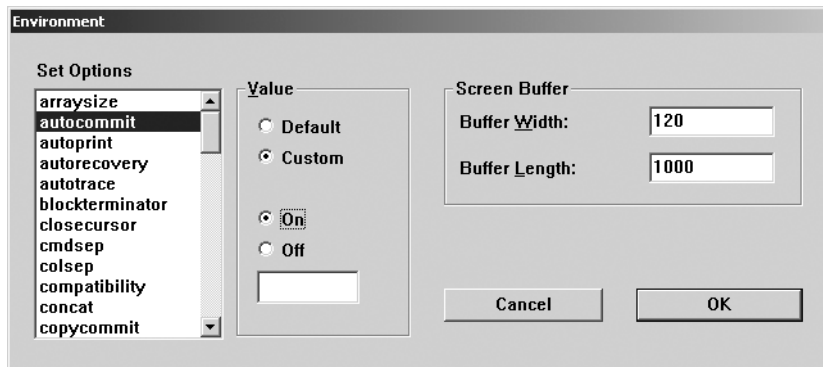 Environment
Set Options
arraysize
autocommit
autoprint
autorecovery
autotrace
blockterminator
closecursor
cmdsep
colsep
compatibility
concat
copycommit
Value
Default
Custom
On
Off
Screen Buffer
Buffer Width: 120
Buffer Length: 1000
Cancel OK